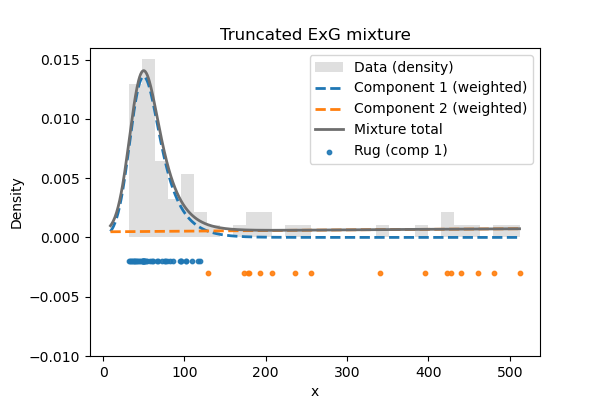 Truncated ExG mixture
Data (density)
Component 1 (weighted)
Component 2 (weighted)
Mixture total
Rug (comp 1)
Density
0.015
0.010
0.005
0.000
−0.005
−0.010
0 100 200 300 400 500
x